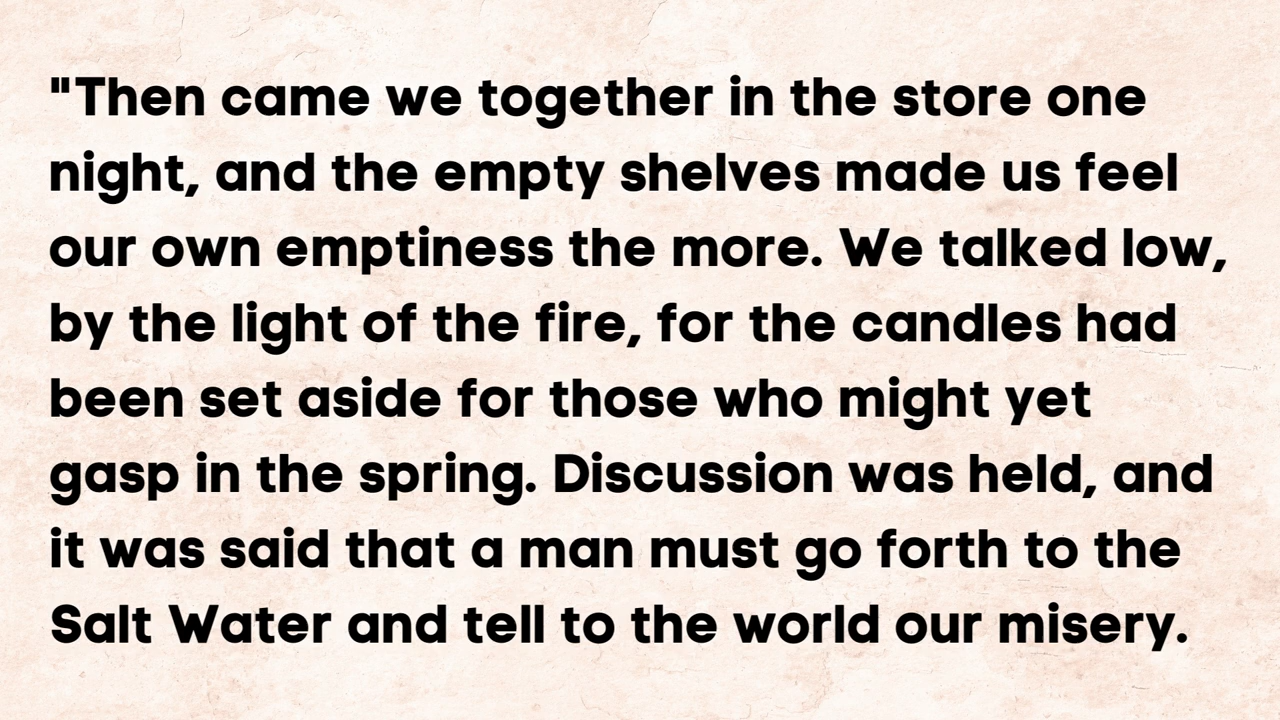 "Then came we together in the store one
night, and the empty shelves made us feel
our own emptiness the more. We talked low,
by the light of the fire, for the candles had
been set aside for those who might yet
gasp in the spring. Discussion was held, and
it was said that a man must go forth to the
Salt Water and tell to the world our misery.